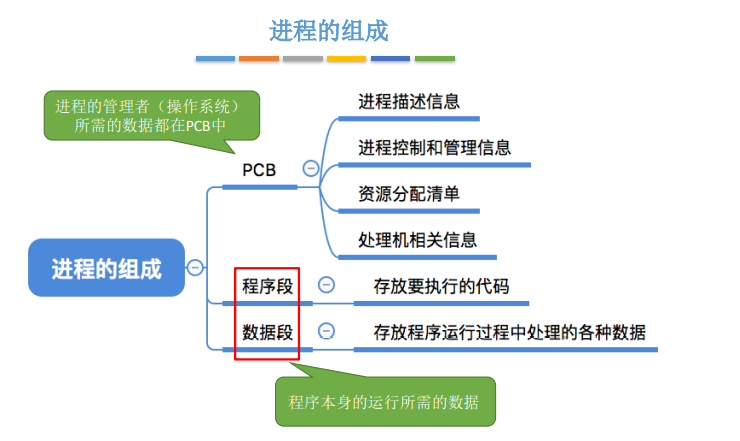 进程的组成
进程的管理者（操作系统）
所需的数据都在PCB中
进程描述信息
进程控制和管理信息
PCB
资源分配清单
处理机相关信息
进程的组成
程序段
存放要执行的代码
数据段
存放程序运行过程中处理的各种数据
程序本身的运行所需的数据